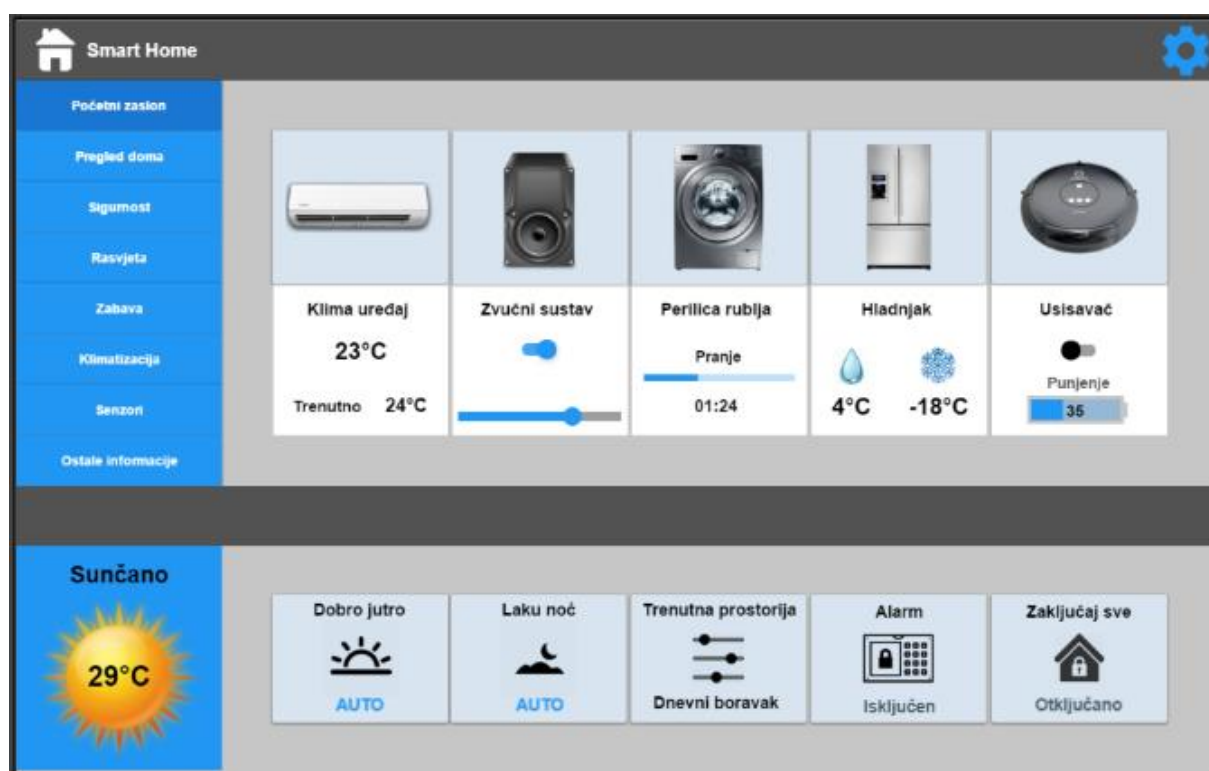 Smart Home
Početni zaslon
Pregled doma
Sigurnost
Rasvjeta
Zabava
Klimatizacija
Senzori
Ostale informacije
Klima uređaj
23°C
Trenutno 24°C
Zvučni sustav
Perilica rublja
Pranje
01:24
Hladnjak
4°C -18°C
Usisavač
Punjenje
35
Sunčano
29°C
Dobro jutro
AUTO
Laku noć
AUTO
Trenutna prostorija
Dnevni boravak
Alarm
Isključen
Zaključaj sve
Otključano